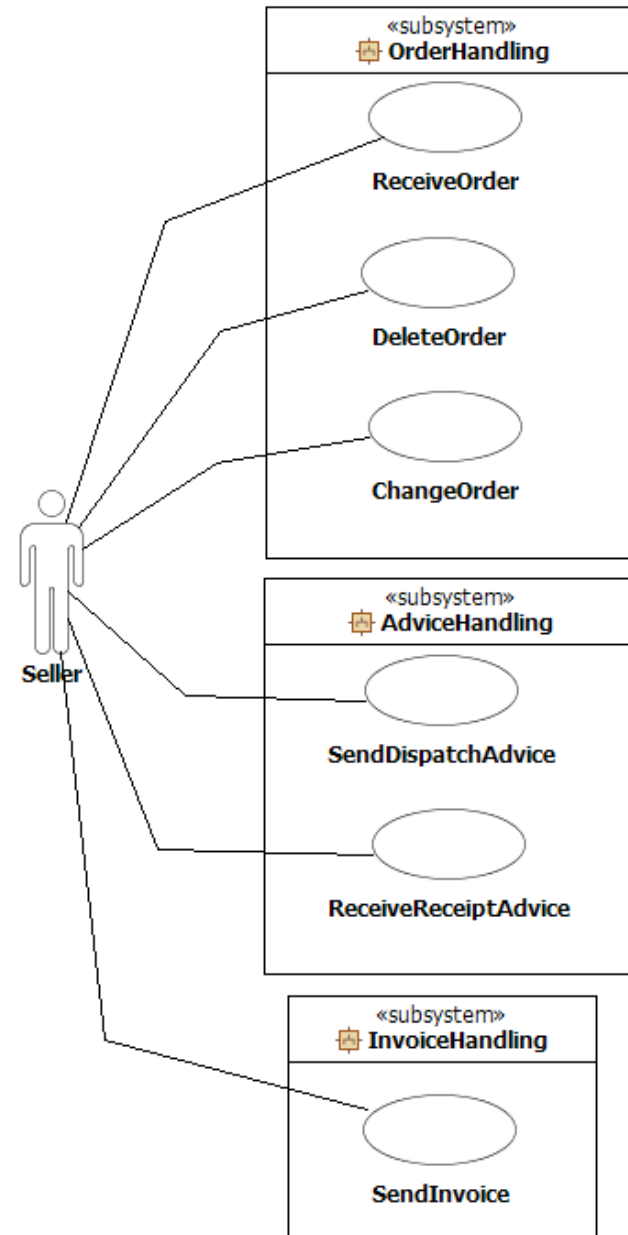 «subsystem»
OrderHandling
ReceiveOrder
DeleteOrder
ChangeOrder
Seller
«subsystem»
AdviceHandling
SendDispatchAdvice
ReceiveReceiptAdvice
«subsystem»
InvoiceHandling
SendInvoice